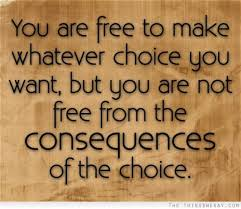 You are free to make
whatever choice you
want, but you are not
free from the
consequences
of the choice.